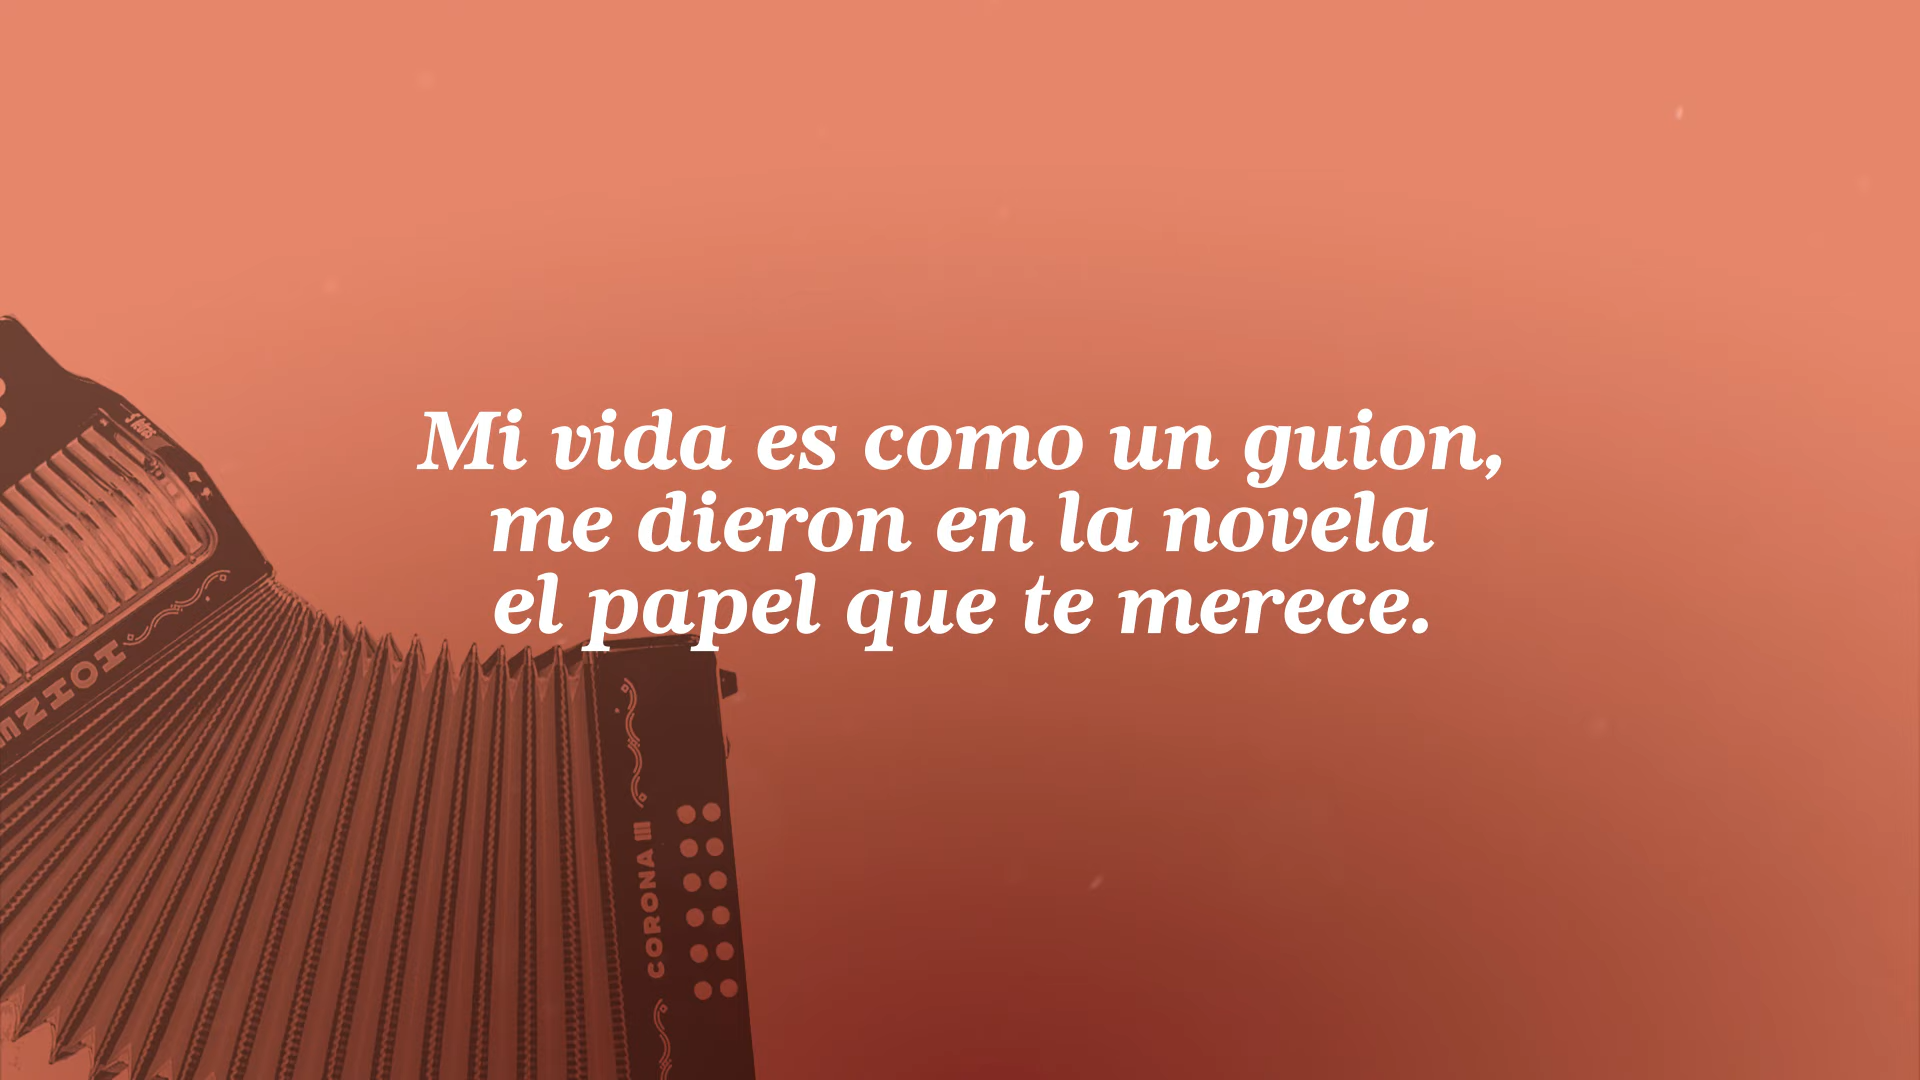 Mi vida es como un guion,
me dieron en la novela
el papel que te merece.
CORONA III